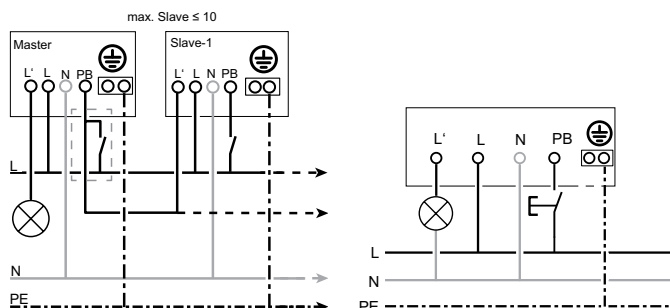 max. Slave ≤ 10
Master
Slave-1
L' L N PB
L' L N PB
L
N
PE
L' L N PB
L
N
PE